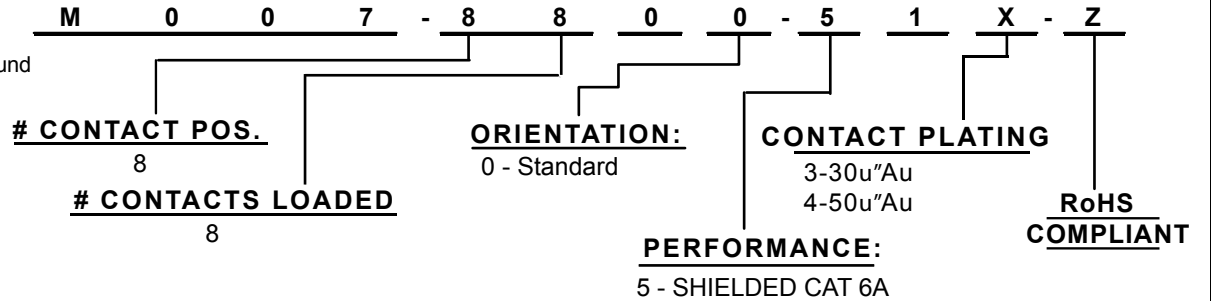 M 0 0 7 - 8 8 0 0 - 5 1 X - Z
# CONTACT POS.
8
# CONTACTS LOADED
8
ORIENTATION:
0 - Standard
PERFORMANCE:
5 - SHIELDED CAT 6A
CONTACT PLATING
3-30u"Au
4-50u"Au
RoHS
COMPLIANT